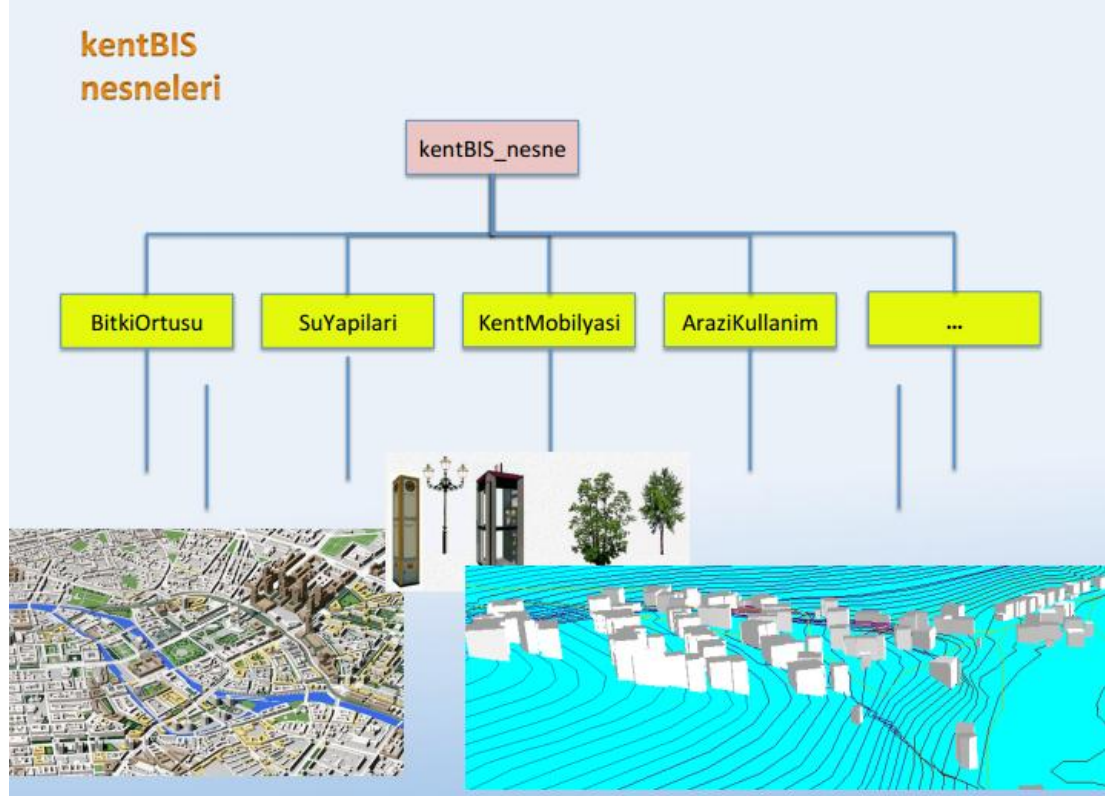 kentBIS
nesneleri
kentBIS_nesne
BitkiOrtusu
SuYapilari
KentMobilyasi
AraziKullanim
...